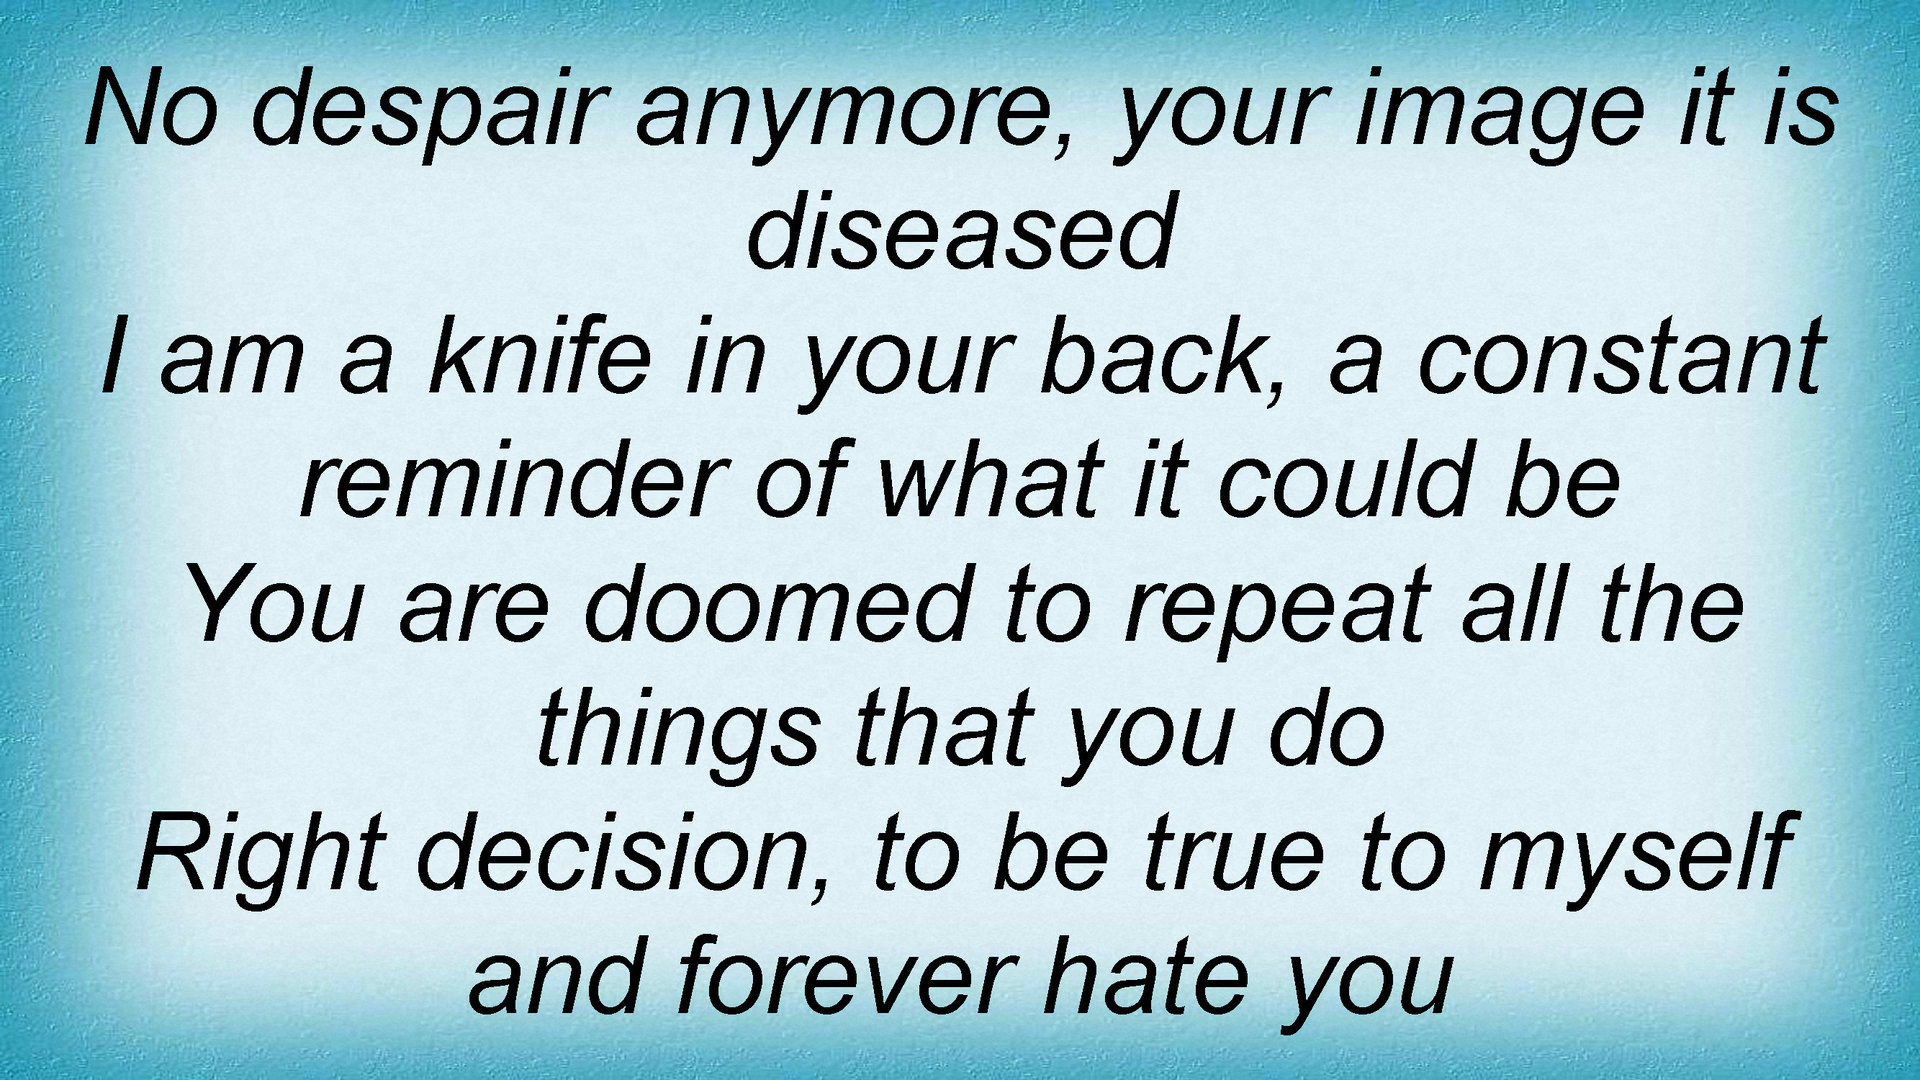 No despair anymore, your image it is
diseased
I am a knife in your back, a constant
reminder of what it could be
You are doomed to repeat all the
things that you do
Right decision, to be true to myself
and forever hate you